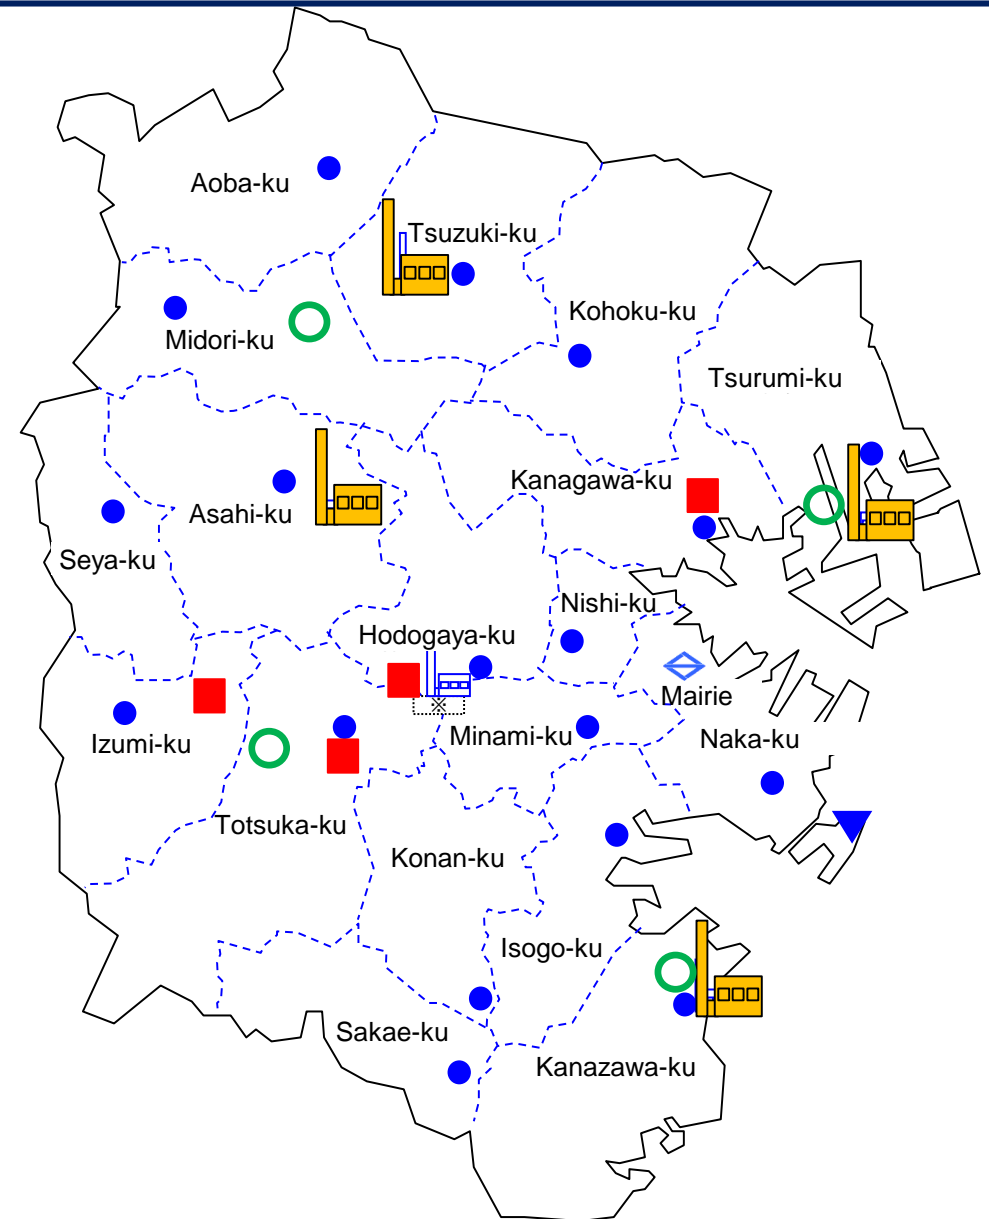 Aoba-ku
Tsuzuki-ku
Kohoku-ku
Midori-ku
Tsurumi-ku
Kanagawa-ku
Asahi-ku
Seya-ku
Nishi-ku
Hodogaya-ku
Mairie
Izumi-ku
Minami-ku
Naka-ku
Totsuka-ku
Konan-ku
Isogo-ku
Sakae-ku
Kanazawa-ku